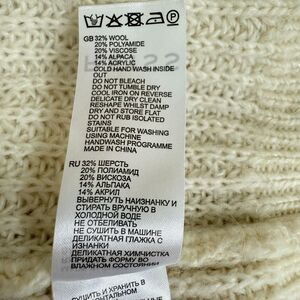 GB 32% WOOL
20% POLYAMIDE
20% VISCOSE
14% ALPACA
14% ACRYLIC
COLD HAND WASH INSIDE
OUT
DO NOT BLEACH
DO NOT TUMBLE DRY
COOL IRON ON REVERSE
DELICATE DRY CLEAN
RESHAPE WHILST DAMP
DRY AND STORE FLAT
DO NOT RUB ISOLATED
STAINS
SUITABLE FOR WASHING
USING MACHINE
HANDWASH PROGRAMME
MADE IN CHINA
RU 32% ШЕРСТЬ
20% ПОЛИАМИД
20% ВИСКОЗА
14% АЛЬПАКА
14% АКРИЛ
ВЫВЕРНУТЬ НАИЗНАНКУ И
СТИРАТЬ ВРУЧНУЮ В
ХОЛОДНОЙ ВОДЕ
НЕ ОТБЕЛИВАТЬ
НЕ СУШИТЬ В МАШИНЕ
ДЕЛИКАТНАЯ ГЛАЖКА С
ИЗНАНКИ
ДЕЛИКАТНАЯ ХИМЧИСТКА
ПРИДАТЬ ФОРМУ ВО
ВЛАЖНОМ СОСТОЯНИИ
СУШИТЬ И ХРАНИТЬ В